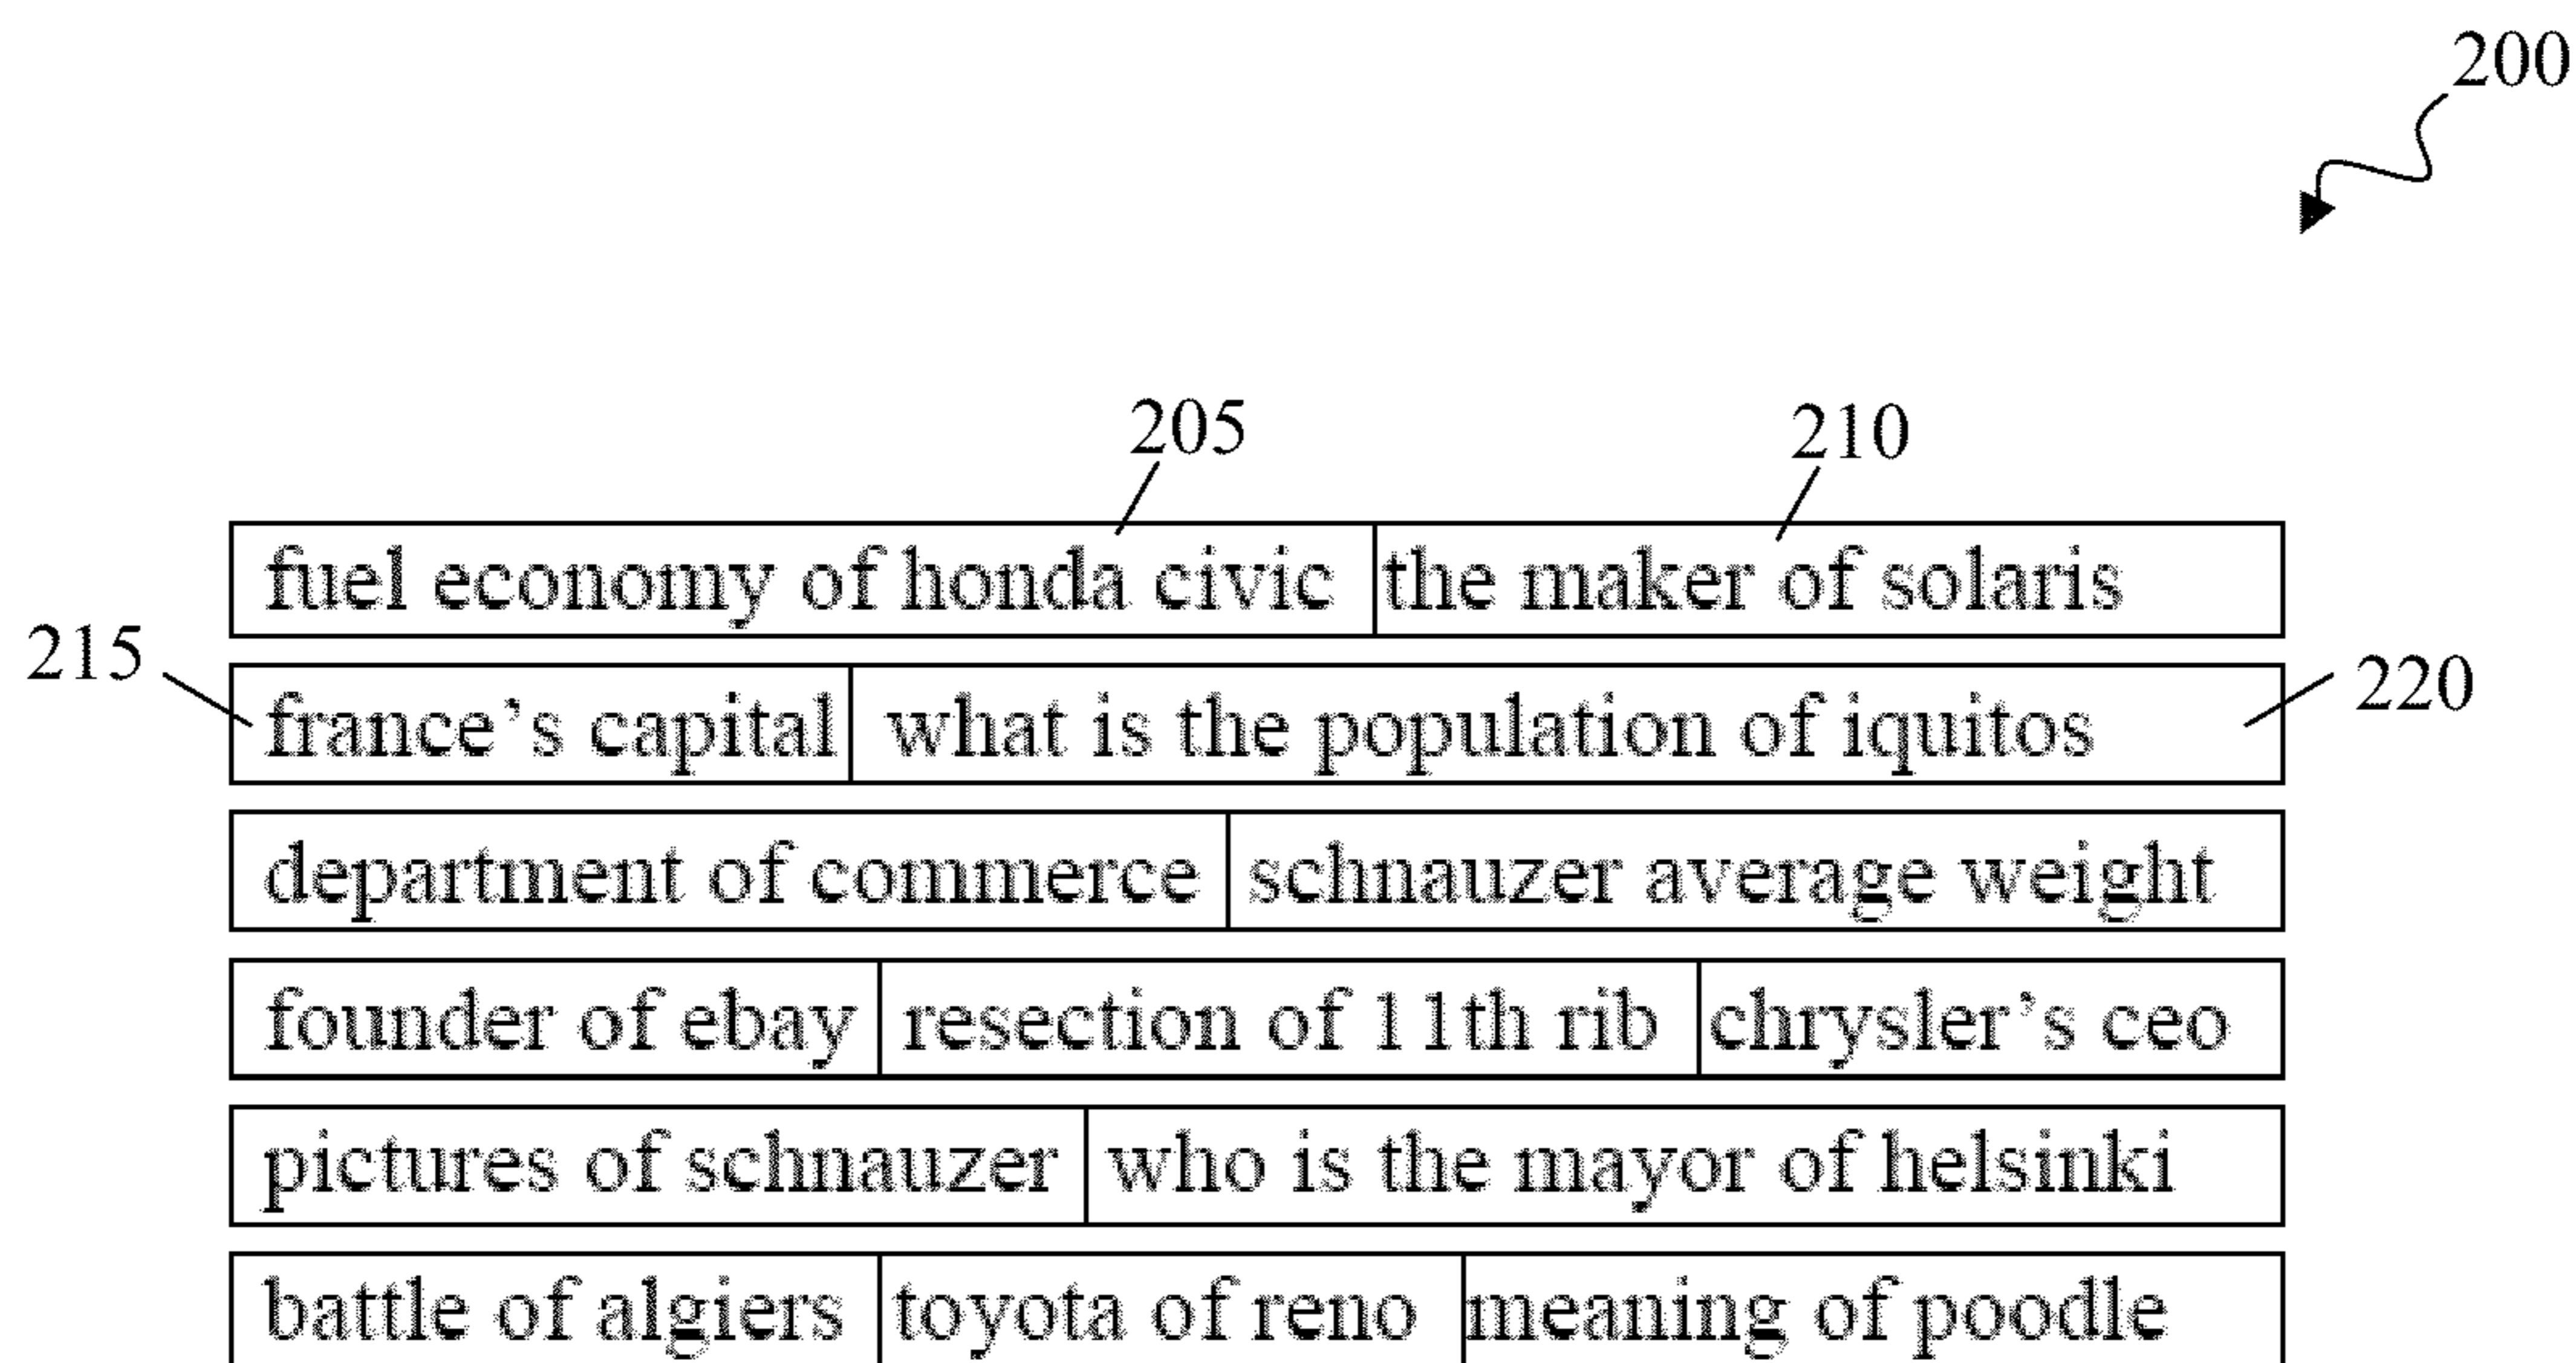 200
205 210
fuel economy of honda civic the maker of solaris
215 france's capital what is the population of iquitos 220
department of commerce schnauzer average weight
founder of ebay resection of 11th rib chrysler's ceo
pictures of schnauzer who is the mayor of helsinki
battle of algiers toyota of reno meaning of poodle